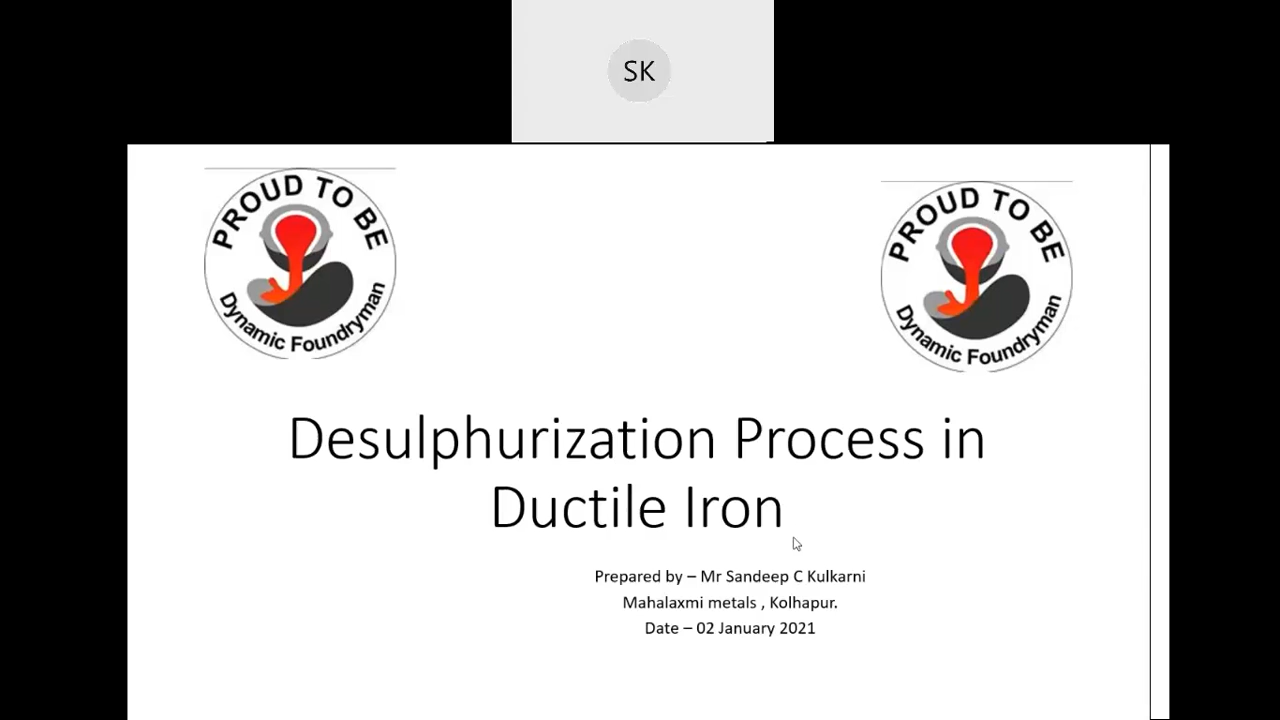 SK
PROUD TO BE
Dynamic Foundryman
PROUD TO BE
Dynamic Foundryman
Desulphurization Process in
Ductile Iron
Prepared by – Mr Sandeep C Kulkarni
Mahalaxmi metals , Kolhapur.
Date – 02 January 2021